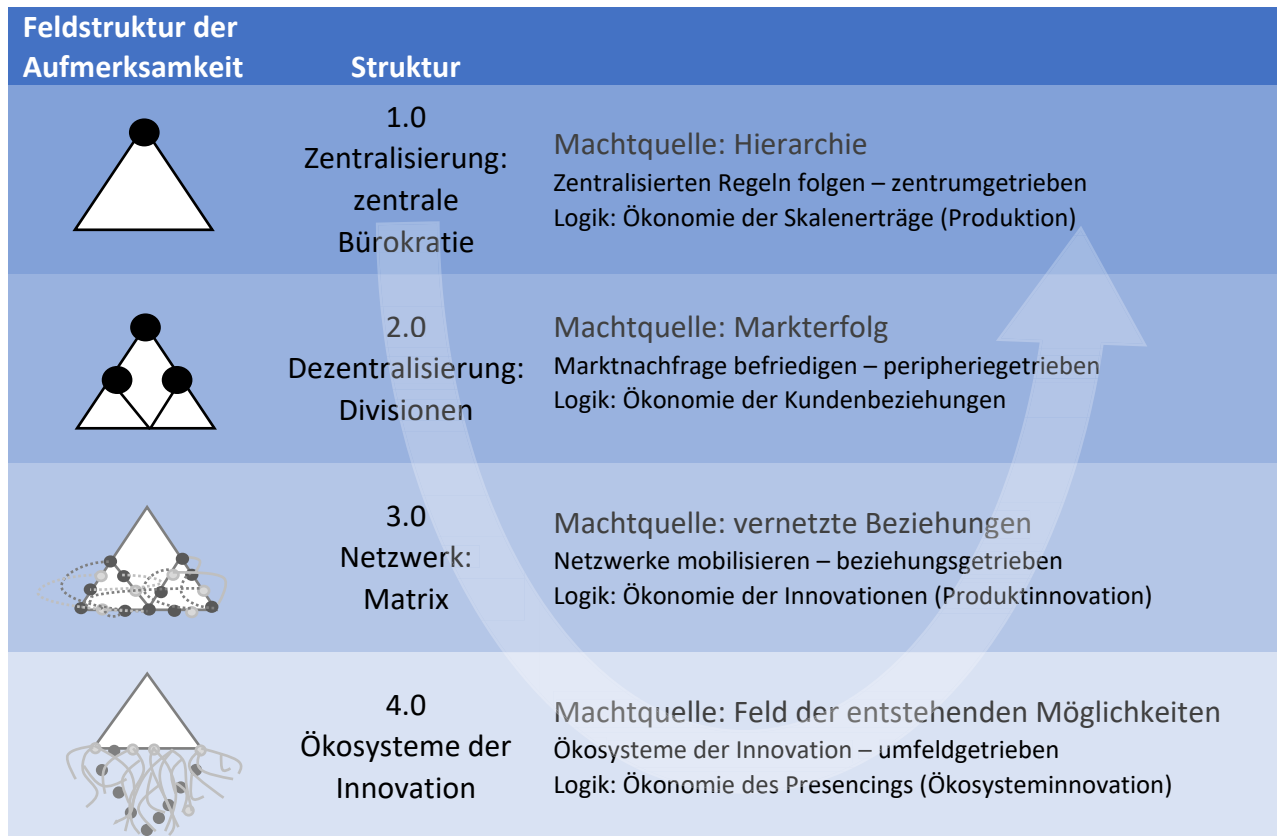 Feldstruktur der
Aufmerksamkeit
Struktur
1.0
Zentralisierung:
zentrale
Bürokratie
Machtquelle: Hierarchie
Zentralisierten Regeln folgen – zentrumgetrieben
Logik: Ökonomie der Skalenerträge (Produktion)
2.0
Dezentralisierung:
Divisionen
Machtquelle: Markterfolg
Marktnachfrage befriedigen – peripheriegetrieben
Logik: Ökonomie der Kundenbeziehungen
3.0
Netzwerk:
Matrix
Machtquelle: vernetzte Beziehungen
Netzwerke mobilisieren – beziehungsgetrieben
Logik: Ökonomie der Innovationen (Produktinnovation)
4.0
Ökosysteme der
Innovation
Machtquelle: Feld der entstehenden Möglichkeiten
Ökosysteme der Innovation – umfeldgetrieben
Logik: Ökonomie des Presencings (Ökosysteminnovation)